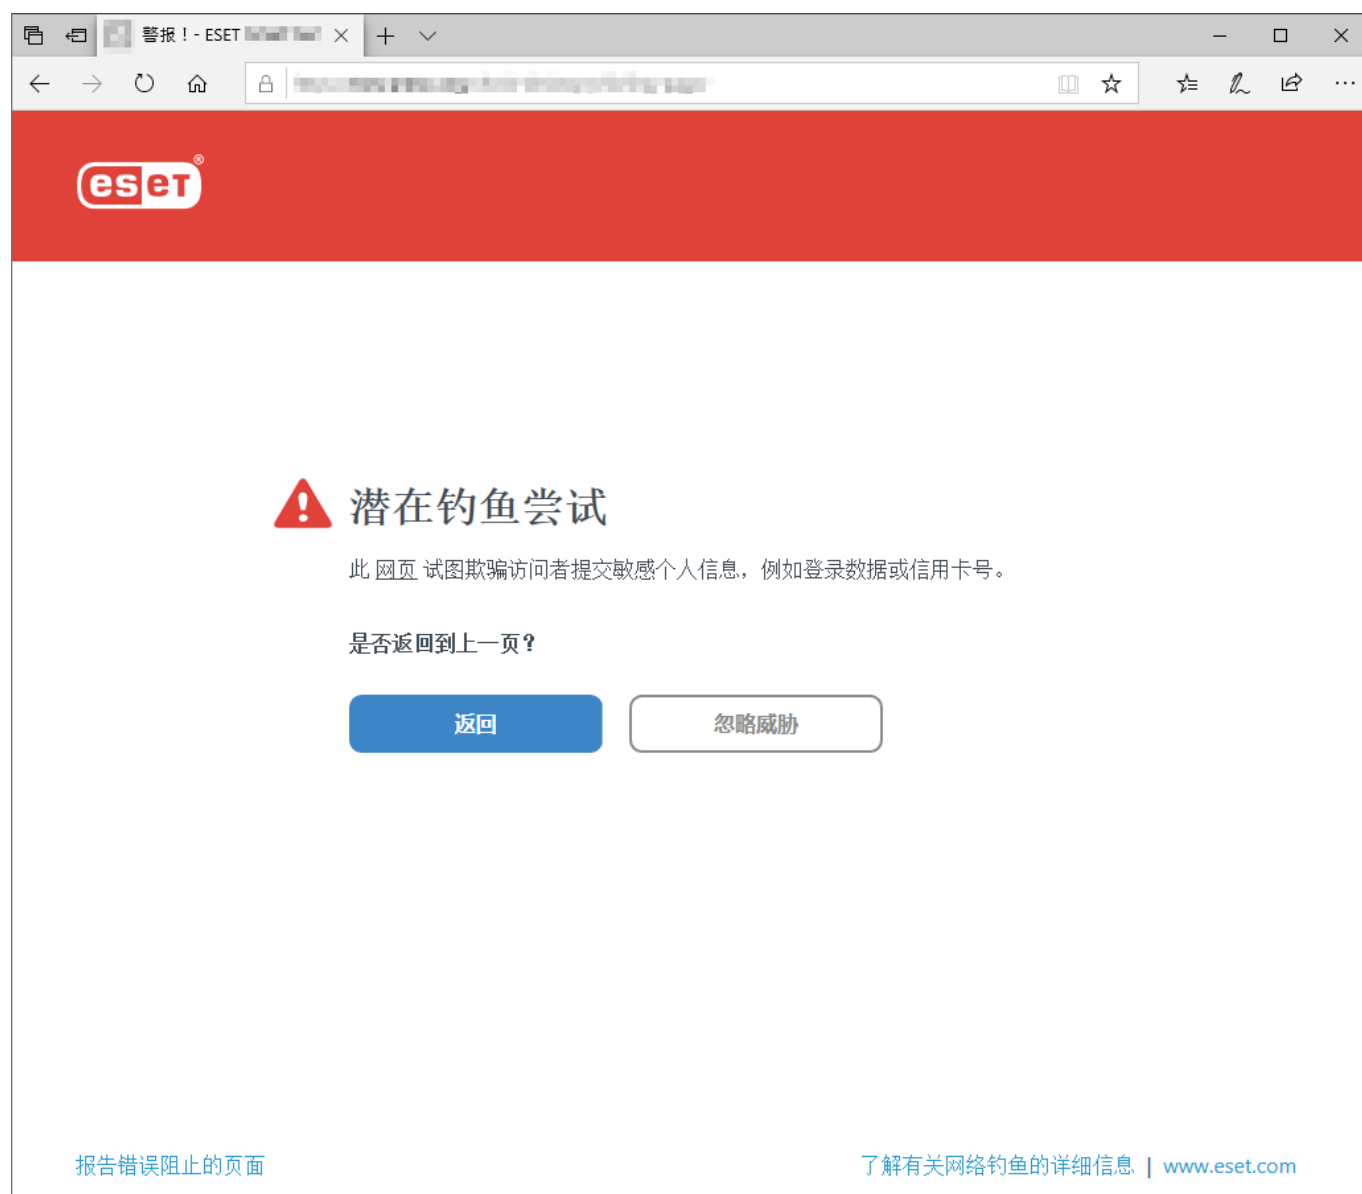 警报！- ESET
eseT®
潜在钓鱼尝试
此 网页 试图欺骗访问者提交敏感个人信息，例如登录数据或信用卡号。
是否返回到上一页？
返回 忽略威胁
报告错误阻止的页面 了解有关网络钓鱼的详细信息 | www.eset.com